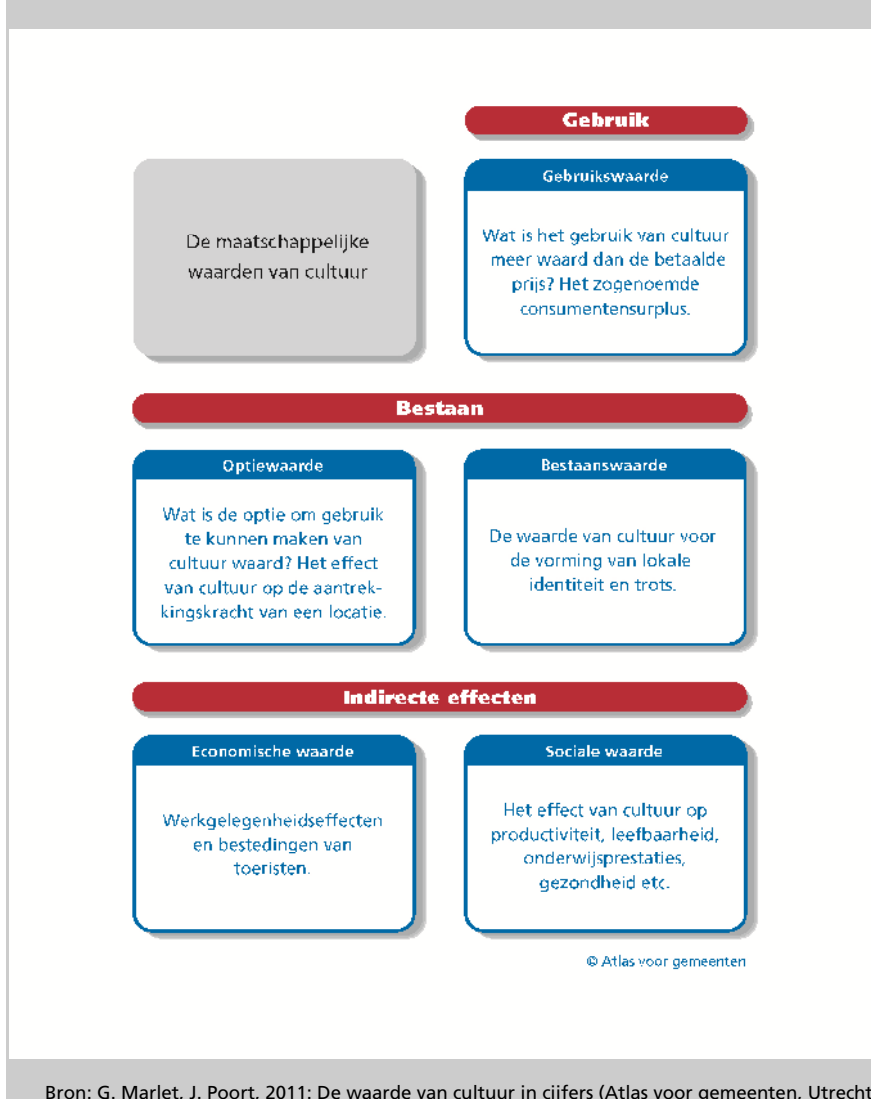 Gebruik
De maatschappelijke
waarden van cultuur
Gebruikswaarde
Wat is het gebruik van cultuur
meer waard dan de betaalde
prijs? Het zogenoemde
consumentensurplus.
Bestaan
Optiewaarde
Wat is de optie om gebruik
te kunnen maken van
cultuur waard? Het effect
van cultuur op de aantrek-
kingskracht van een locatie.
Bestaanswaarde
De waarde van cultuur voor
de vorming van lokale
identiteit en trots.
Indirecte effecten
Economische waarde
Werkgelegenheidseffecten
en bestedingen van
toeristen.
Sociale waarde
Het effect van cultuur op
productiviteit, leefbaarheid,
onderwijsprestaties,
gezondheid etc.
© Atlas voor gemeenten
Bron: G. Marlet, J. Poort, 2011: De waarde van cultuur in cijfers (Atlas voor gemeenten, Utrecht